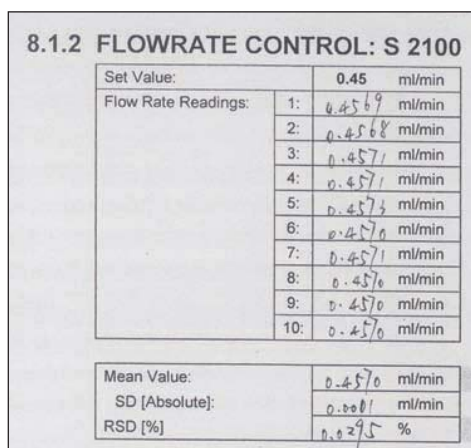 8.1.2 FLOWRATE CONTROL: S 2100
Set Value: 0.45 ml/min
Flow Rate Readings: 1: 0.4569 ml/min
2: 0.4568 ml/min
3: 0.4571 ml/min
4: 0.4571 ml/min
5: 0.4573 ml/min
6: 0.4570 ml/min
7: 0.4571 ml/min
8: 0.4570 ml/min
9: 0.4570 ml/min
10: 0.4570 ml/min
Mean Value: 0.4570 ml/min
SD [Absolute]: 0.0001
RSD [%] 0.0295 %